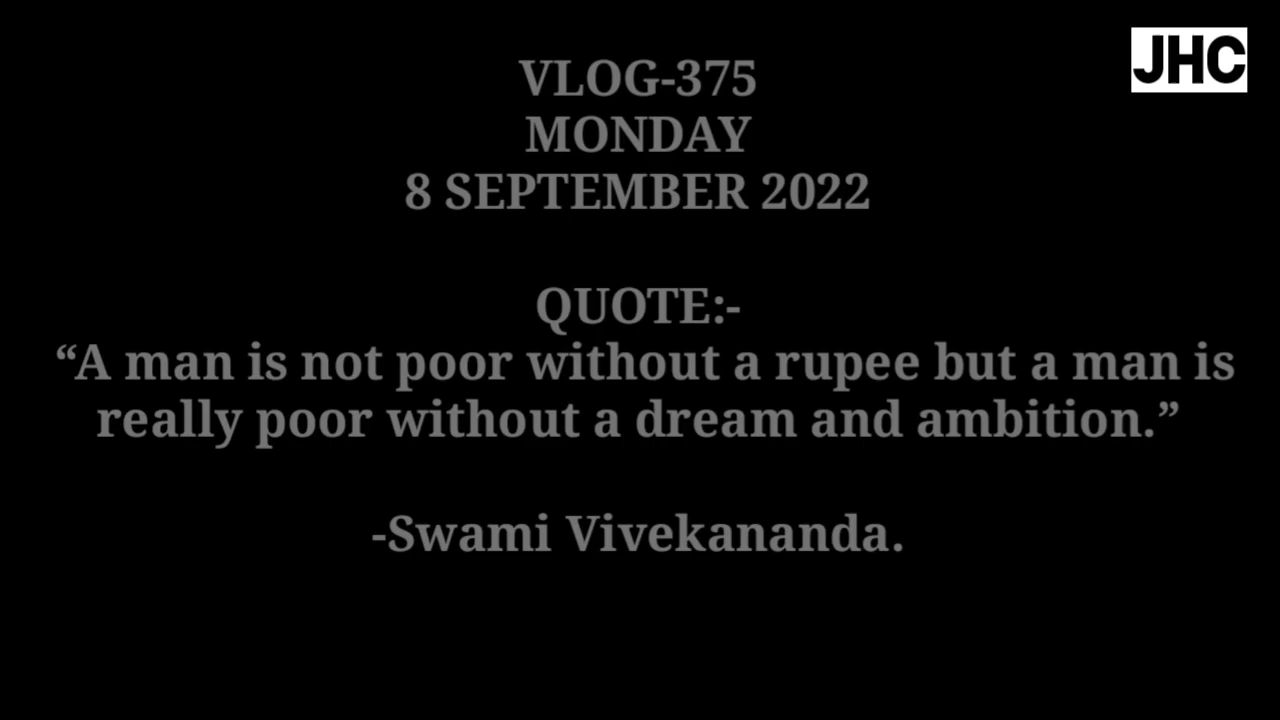 JHC
VLOG-375
MONDAY
8 SEPTEMBER 2022
QUOTE:-
“A man is not poor without a rupee but a man is
really poor without a dream and ambition.”
-Swami Vivekananda.